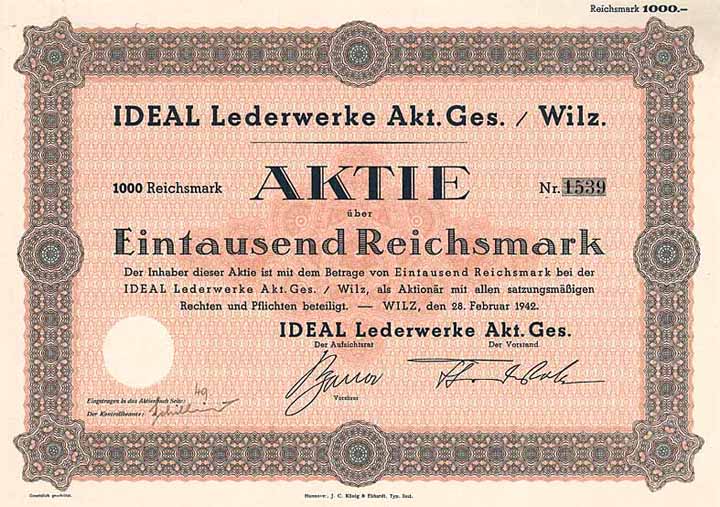 Reichsmark 1000.–
IDEAL Lederwerke Akt. Ges. / Wilz.
1000 Reichsmark AKTIE Nr. 1539
über
Eintausend Reichsmark
Der Inhaber dieser Aktie ist mit dem Betrage von Eintausend Reichsmark bei der
IDEAL Lederwerke Akt. Ges. / Wilz, als Aktionär mit allen satzungsmäßigen
Rechten und Pflichten beteiligt. — WILZ, den 28. Februar 1942.
IDEAL Lederwerke Akt. Ges.
Der Aufsichtsrat Der Vorstand
Vorsitzer
Eingetragen in das Aktienbuch Seite: 49
Der Kontrollbeamte:
Gesetzlich geschützt.
Hannover, J. C. König & Ebhardt, Typ. Inst.